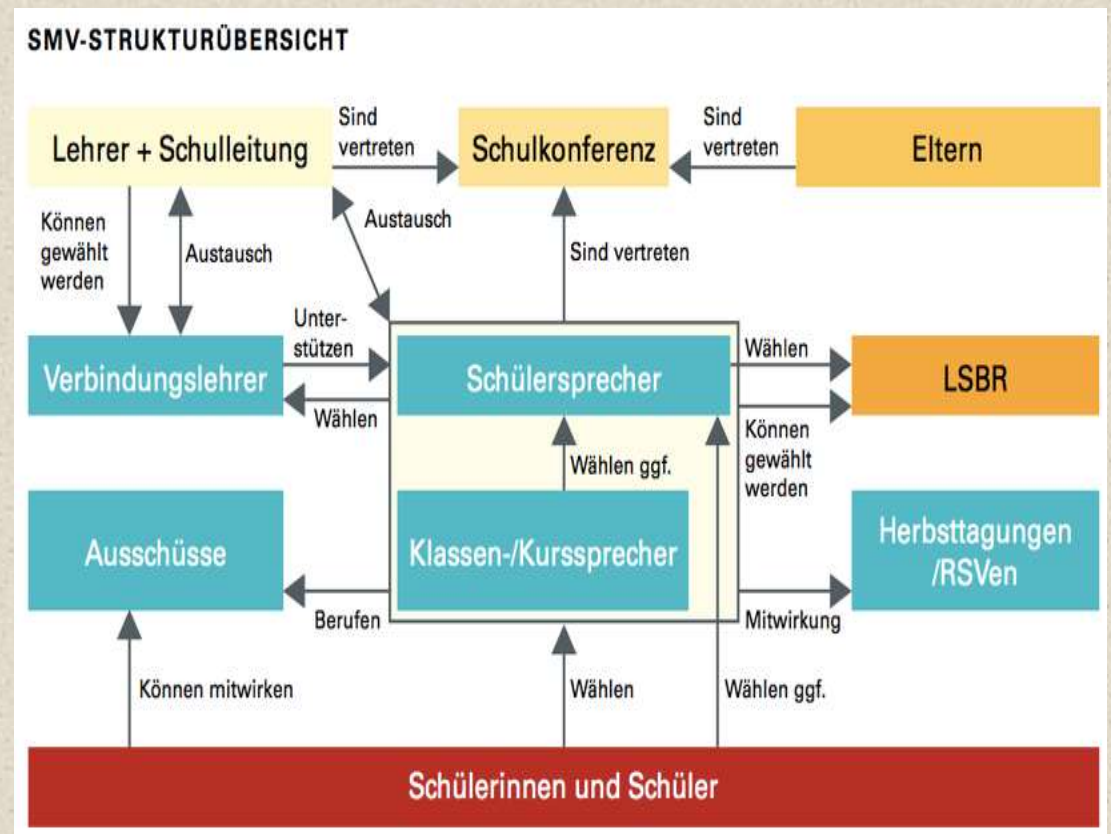 SMV-STRUKTURÜBERSICHT
Lehrer + Schulleitung
Sind
vertreten
Schulkonferenz
Sind
vertreten
Eltern
Können
gewählt
werden
Austausch
Austausch
Sind vertreten
Verbindungslehrer
Unter-
stützen
Wählen
Schülersprecher
Wählen
LSBR
Können
gewählt
werden
Wählen ggf.
Ausschüsse
Berufen
Klassen-/Kurssprecher
Mitwirkung
Herbsttagungen
/RSVen
Können mitwirken
Wählen
Wählen ggf.
Schülerinnen und Schüler